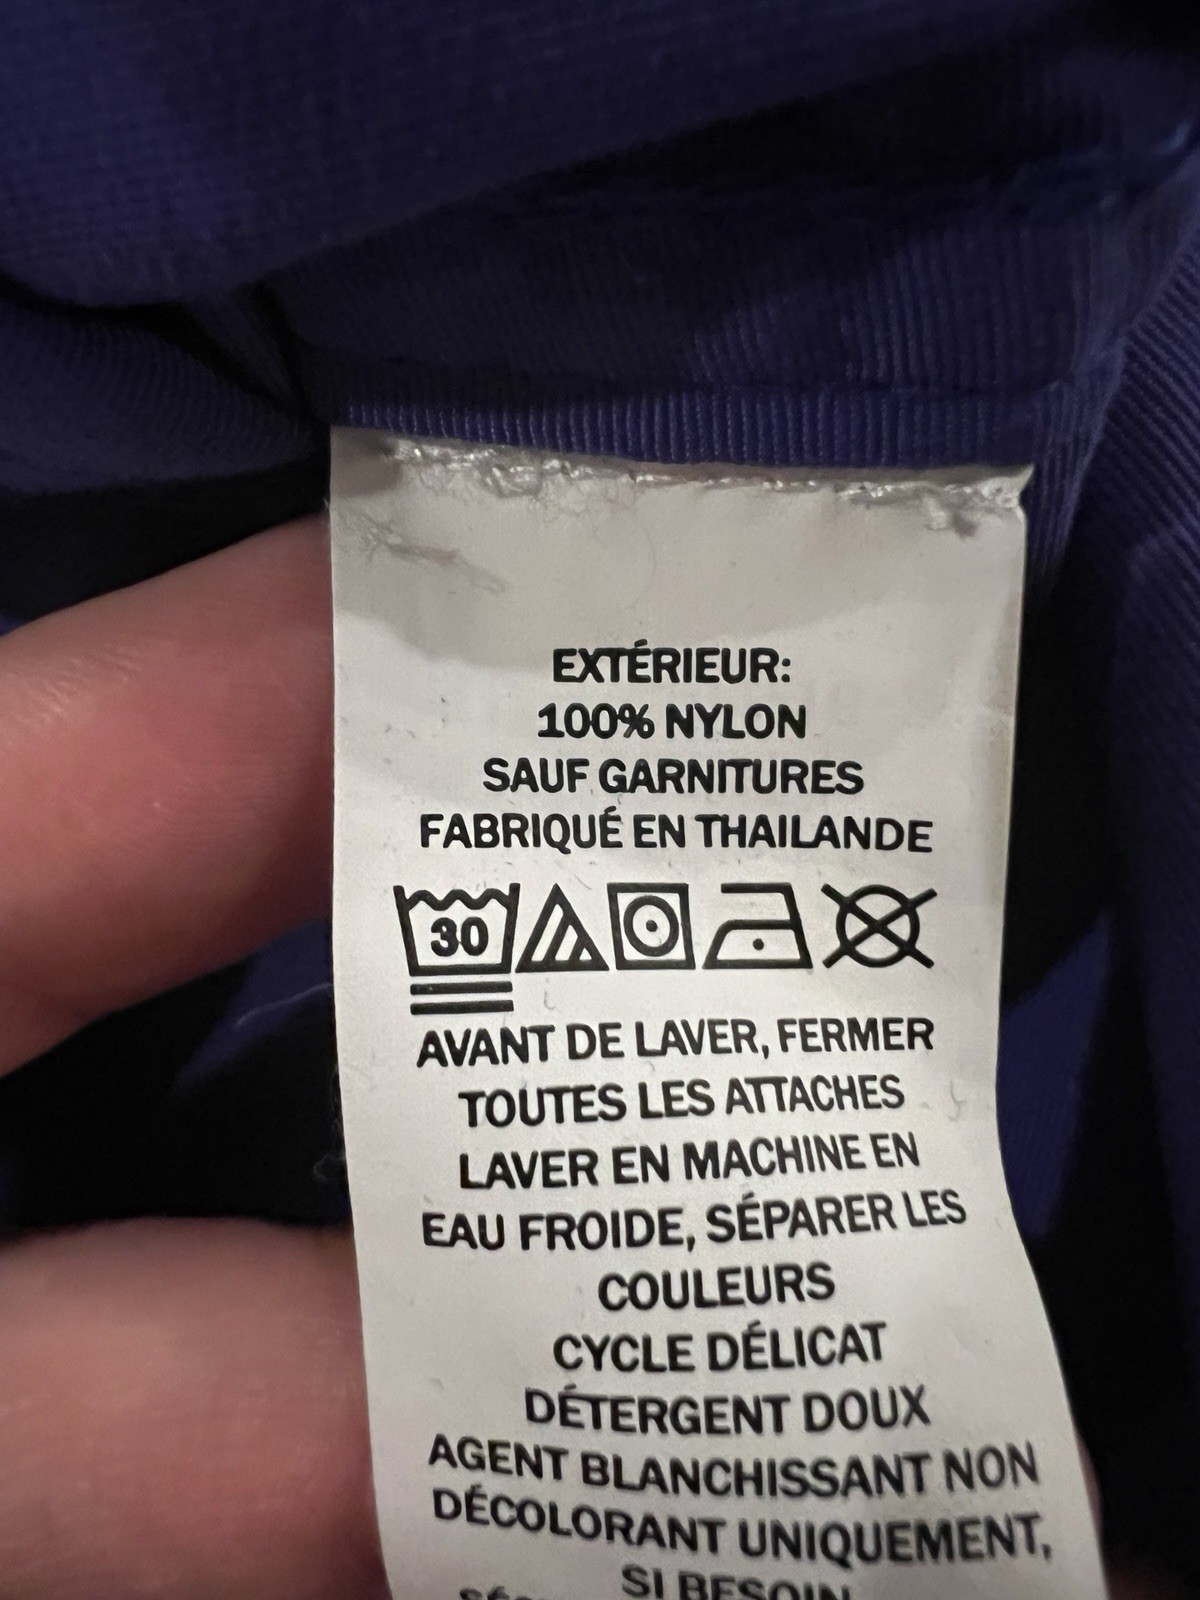 EXTÉRIEUR:
100% NYLON
SAUF GARNITURES
FABRIQUÉ EN THAILANDE
30
AVANT DE LAVER, FERMER
TOUTES LES ATTACHES
LAVER EN MACHINE EN
EAU FROIDE, SÉPARER LES
COULEURS
CYCLE DÉLICAT
DÉTERGENT DOUX
AGENT BLANCHISSANT NON
DÉCOLORANT UNIQUEMENT,
SI BESOIN